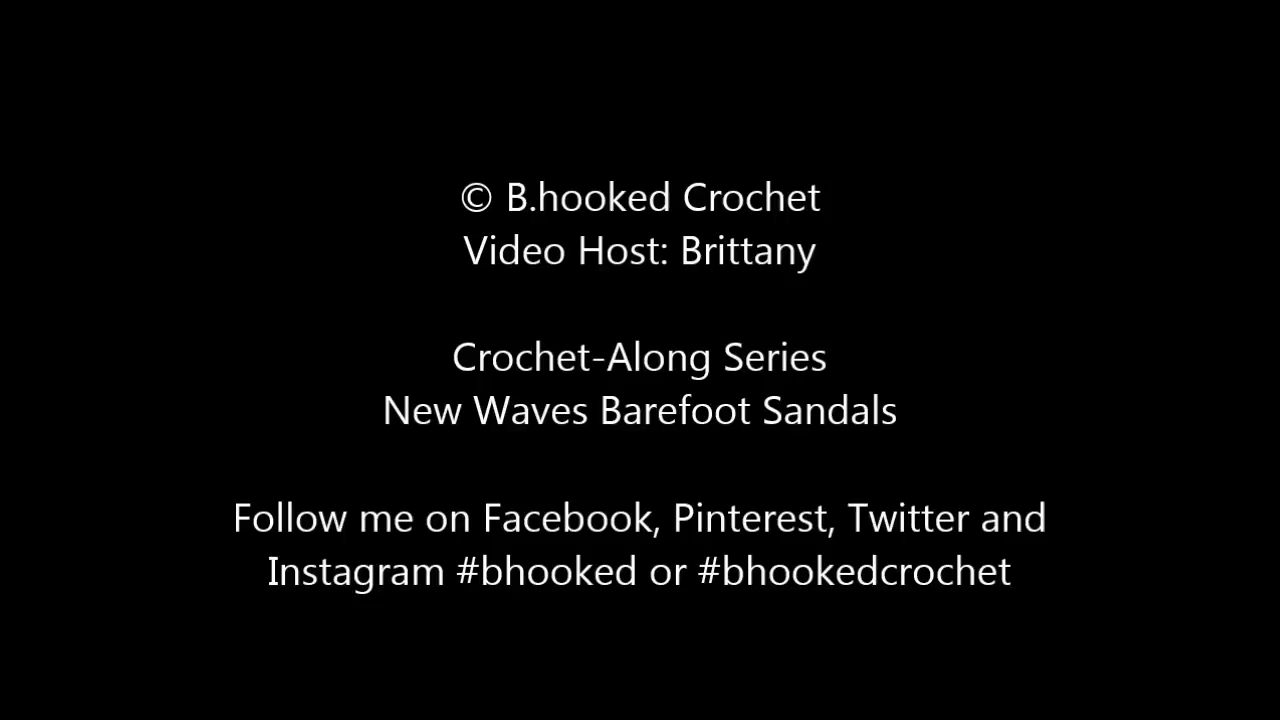 © B.hooked Crochet
Video Host: Brittany
Crochet-Along Series
New Waves Barefoot Sandals
Follow me on Facebook, Pinterest, Twitter and
Instagram #bhooked or #bhookedcrochet